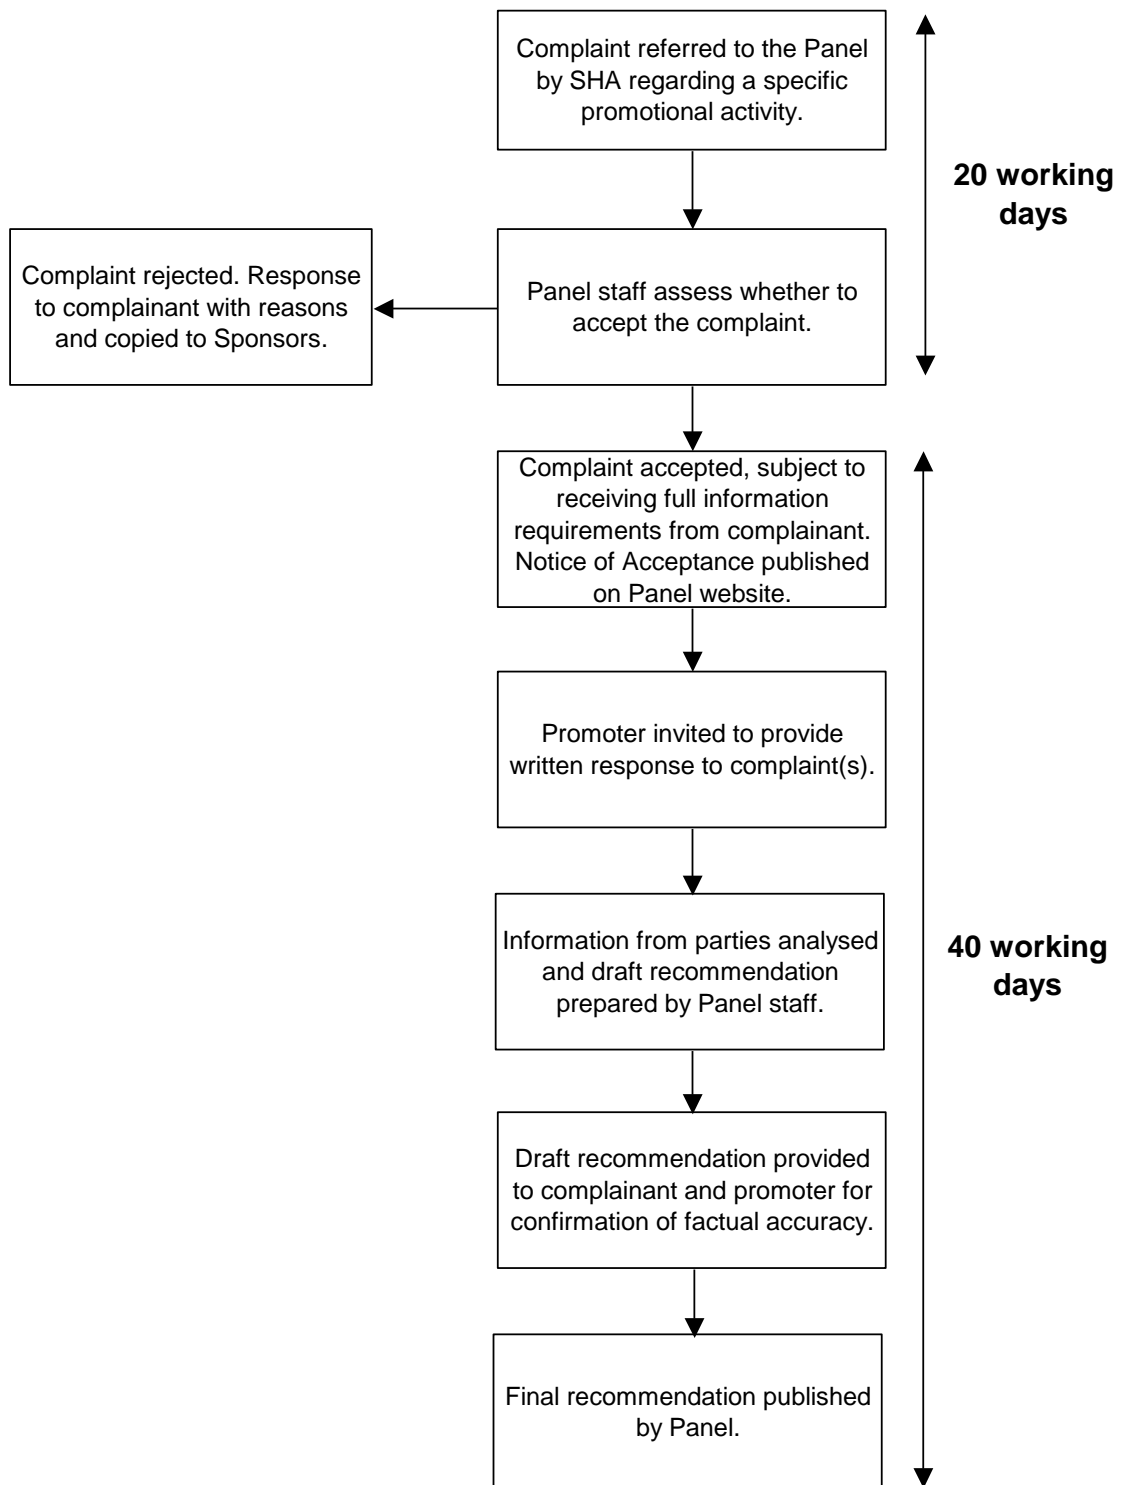 Complaint referred to the Panel
by SHA regarding a specific
promotional activity.
20 working
days
Complaint rejected. Response
to complainant with reasons
and copied to Sponsors.
Panel staff assess whether to
accept the complaint.
Complaint accepted, subject to
receiving full information
requirements from complainant.
Notice of Acceptance published
on Panel website.
Promoter invited to provide
written response to complaint(s).
Information from parties analysed
and draft recommendation
prepared by Panel staff.
40 working
days
Draft recommendation provided
to complainant and promoter for
confirmation of factual accuracy.
Final recommendation published
by Panel.